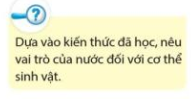 Dựa vào kiến thức đã học, nêu
vai trò của nước đối với cơ thể
sinh vật.